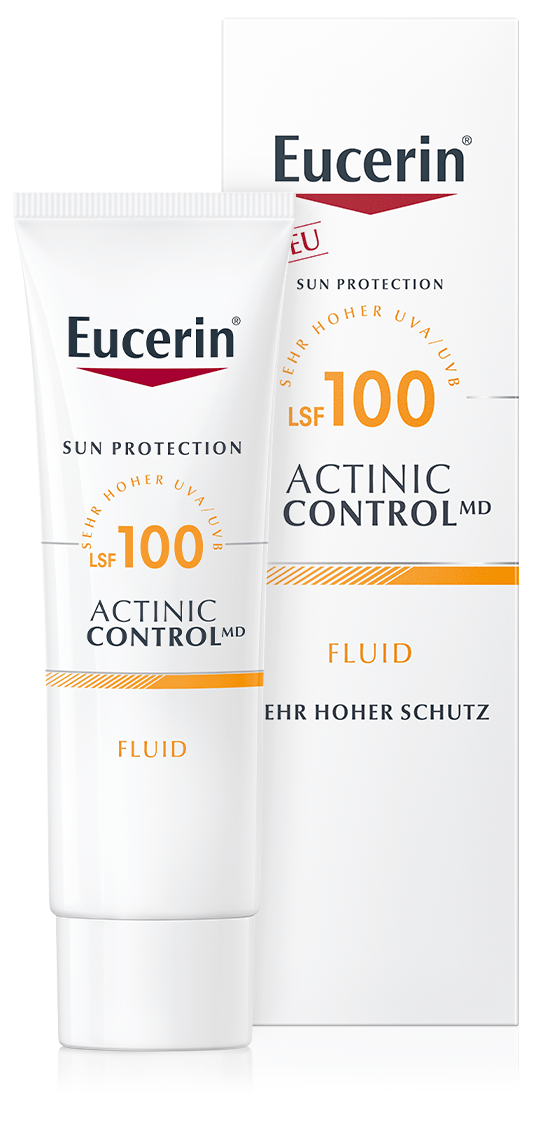 Eucerin®
SUN PROTECTION
SEHR HOHER UVA/UVB
LSF 100
ACTINIC
CONTROL MD
FLUID
Eucerin®
EU
SUN PROTECTION
SEHR HOHER UVA/UVB
LSF 100
ACTINIC
CONTROL MD
FLUID
EHR HOHER SCHUTZ